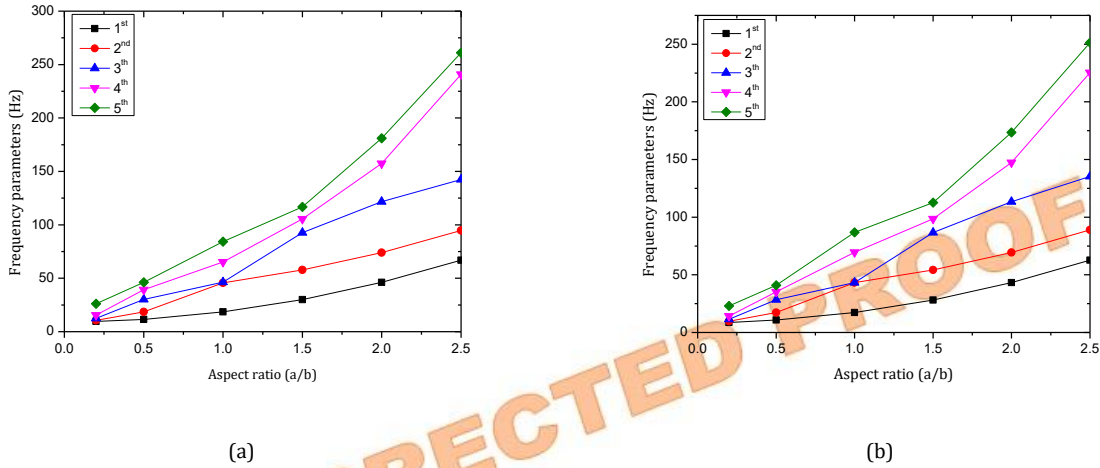 300
250
200
150
100
50
0
0.0 0.5 1.0 1.5 2.0 2.5
Frequency parameters (Hz)
Aspect ratio (a/b)
1st
2nd
3th
4th
5th
(a)
250
200
150
100
50
0
0.0 0.5 1.0 1.5 2.0 2.5
Frequency parameters (Hz)
Aspect ratio (a/b)
1st
2nd
3th
4th
5th
(b)
PECTED PROOF